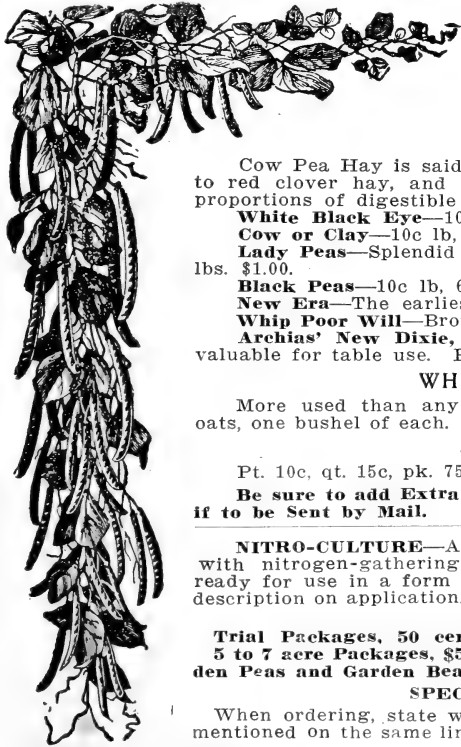 Cow Pea Hay is said
to red clover hay, and
proportions of digestible
White Black Eye—10
Cow or Clay—10c lb,
Lady Peas—Splendid
lbs. $1.00.
Black Peas—10c lb, 6
New Era—The earlies
Whip Poor Will—Bro
Archias' New Dixie,
valuable for table use.
WH
More used than any
oats, one bushel of each.
Pt. 10c, qt. 15c, pk. 75
Be sure to add Extra
if to be Sent by Mail.
NITRO-CULTURE—A
with nitrogen-gathering
ready for use in a form
description on application.
Trial Packages, 50 cen
5 to 7 acre Packages, $5
den Peas and Garden Bea
SPEC
When ordering, state w
mentioned on the same lin